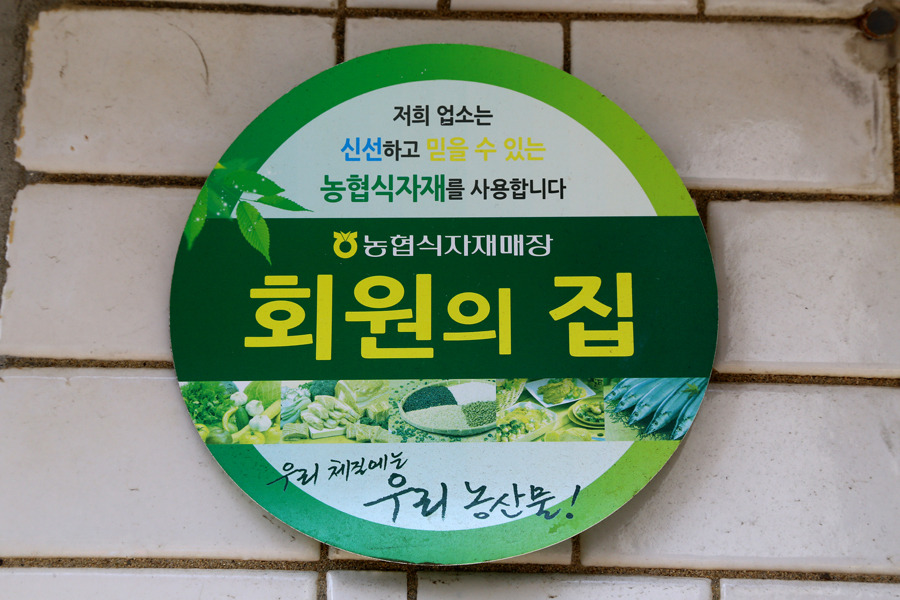 저희 업소는
신선하고 믿을 수 있는
농협식자재를 사용합니다
농협식자재매장
회원의 집
우리 체질에는
우리 농산물!